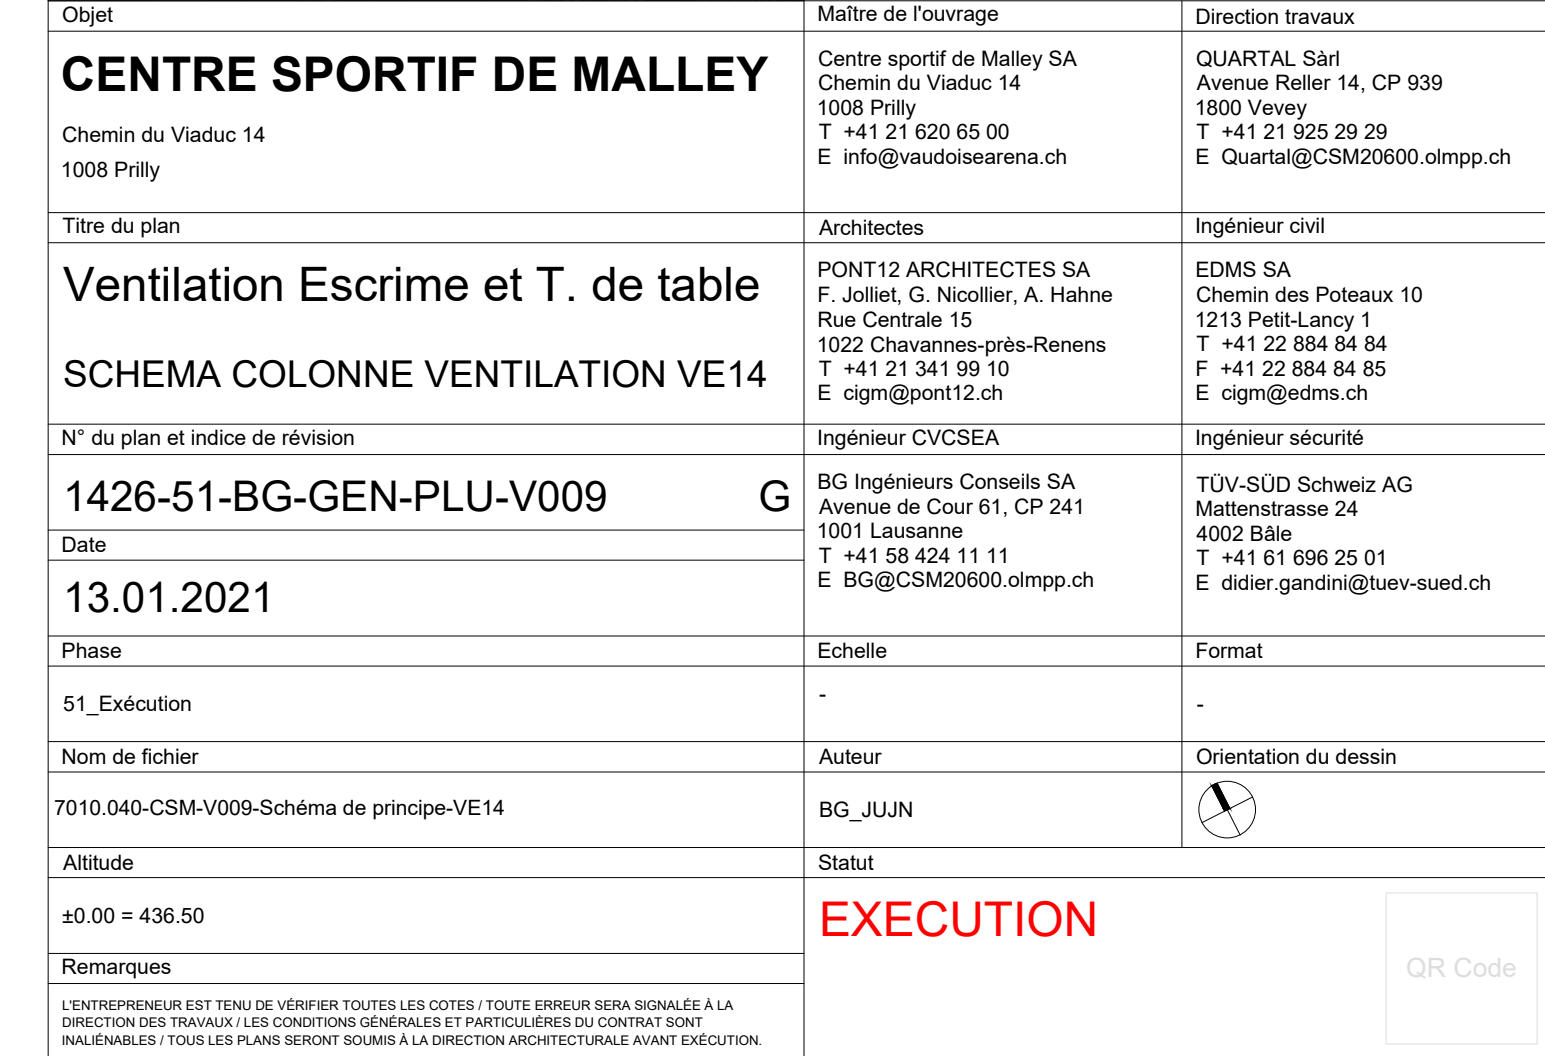 Objet
CENTRE SPORTIF DE MALLEY
Chemin du Viaduc 14
1008 Prilly
Maître de l'ouvrage
Centre sportif de Malley SA
Chemin du Viaduc 14
1008 Prilly
T +41 21 620 65 00
E info@vaudoisearena.ch
Direction travaux
QUARTAL Sàrl
Avenue Reller 14, CP 939
1800 Vevey
T +41 21 925 29 29
E Quartal@CSM20600.olmpp.ch
Titre du plan
Ventilation Escrime et T. de table
SCHEMA COLONNE VENTILATION VE14
Architectes
PONT12 ARCHITECTES SA
F. Jolliet, G. Nicollier, A. Hahne
Rue Centrale 15
1022 Chavannes-près-Renens
T +41 21 341 99 10
E cigm@pont12.ch
Ingénieur civil
EDMS SA
Chemin des Poteaux 10
1213 Petit-Lancy 1
T +41 22 884 84 84
F +41 22 884 84 85
E cigm@edms.ch
N° du plan et indice de révision
1426-51-BG-GEN-PLU-V009 G
Date
13.01.2021
Ingénieur CVCSEA
BG Ingénieurs Conseils SA
Avenue de Cour 61, CP 241
1001 Lausanne
T +41 58 424 11 11
E BG@CSM20600.olmpp.ch
Ingénieur sécurité
TÜV-SÜD Schweiz AG
Mattenstrasse 24
4002 Bâle
T +41 61 696 25 01
E didier.gandini@tuev-sued.ch
Phase
51_Exécution
Echelle
-
Format
-
Nom de fichier
7010.040-CSM-V009-Schéma de principe-VE14
Auteur
BG_JUJN
Orientation du dessin
Altitude
±0.00 = 436.50
Statut
EXECUTION
QR Code
Remarques
L'ENTREPRENEUR EST TENU DE VÉRIFIER TOUTES LES COTES / TOUTE ERREUR SERA SIGNALÉE À LA
DIRECTION DES TRAVAUX / LES CONDITIONS GÉNÉRALES ET PARTICULIÈRES DU CONTRAT SONT
INALIÉNABLES / TOUS LES PLANS SERONT SOUMIS À LA DIRECTION ARCHITECTURALE AVANT EXÉCUTION.